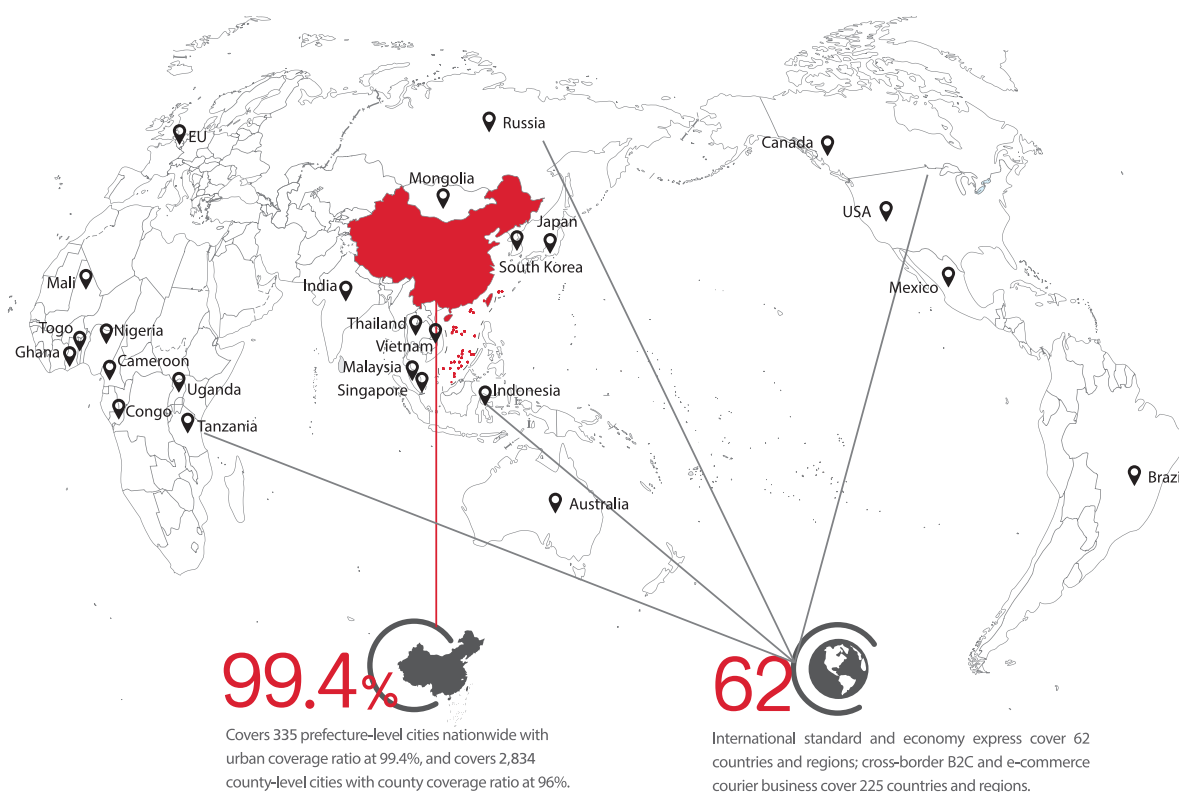 Russia
EU
Canada
Mongolia
USA
Japan
South Korea
Mali
India
Mexico
Thailand
Togo
Nigeria
Vietnam
Ghana
Cameroon
Malaysia
Uganda
Singapore
Indonesia
Congo
Tanzania
Brazi
Australia
99.4%
Covers 335 prefecture-level cities nationwide with
urban coverage ratio at 99.4%, and covers 2,834
county-level cities with county coverage ratio at 96%.
62
International standard and economy express cover 62
countries and regions; cross-border B2C and e-commerce
courier business cover 225 countries and regions.